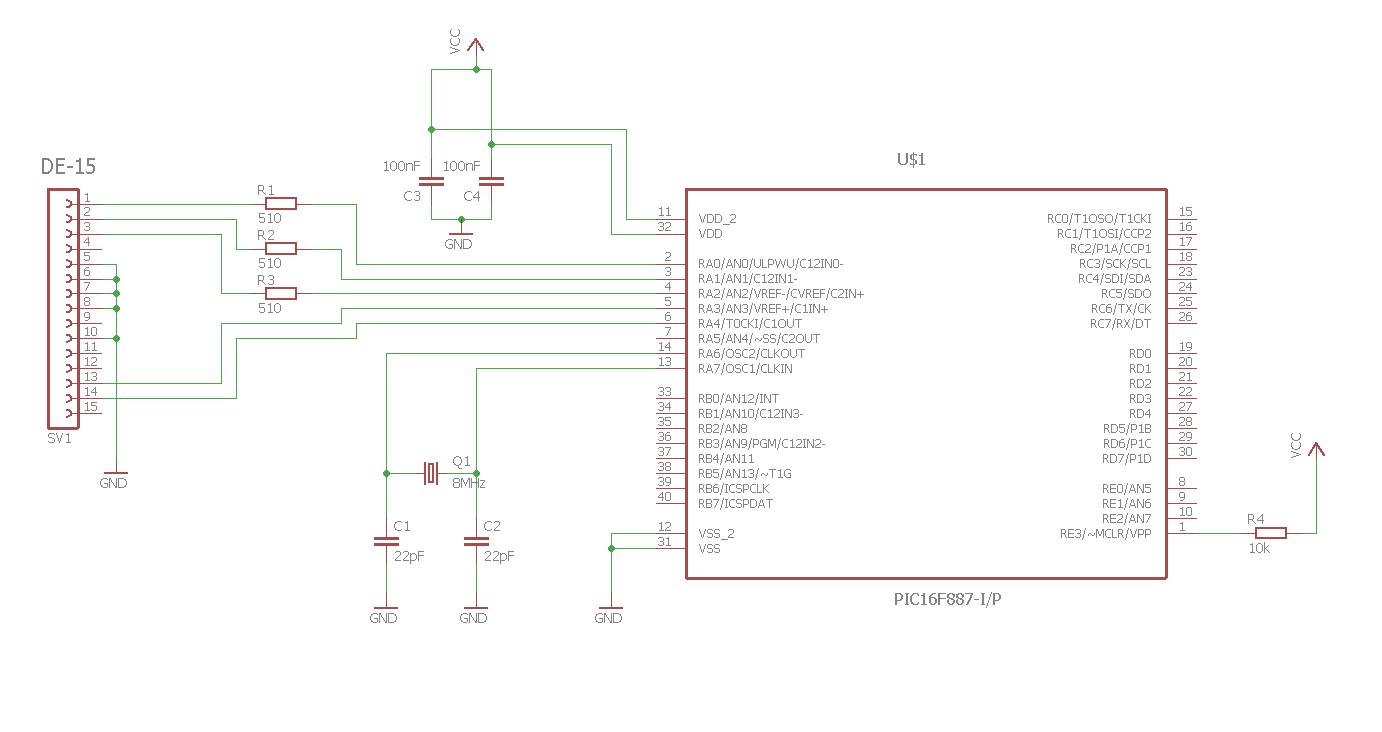 VCC
DE-15
1
2
3
4
5
6
7
8
9
10
11
12
13
14
15
SV1
GND
R1
510
R2
510
R3
510
100nF
C3
100nF
C4
GND
Q1
8MHz
C1
22pF
GND
C2
22pF
GND
GND
U$1
11 VDD_2
32 VDD
2 RA0/AN0/ULPWU/C12IN0-
3 RA1/AN1/C12IN1-
4 RA2/AN2/VREF-/CVREF/C2IN+
5 RA3/AN3/VREF+/C1IN+
6 RA4/T0CKI/C1OUT
7 RA5/AN4/~SS/C2OUT
14 RA6/OSC2/CLKOUT
13 RA7/OSC1/CLKIN
33 RB0/AN12/INT
34 RB1/AN10/C12IN3-
35 RB2/AN8
36 RB3/AN9/PGM/C12IN2-
37 RB4/AN11
38 RB5/AN13/~T1G
39 RB6/ICSPCLK
40 RB7/ICSPDAT
12 VSS_2
31 VSS
RC0/T1OSO/T1CKI 15
RC1/T1OSI/CCP2 16
RC2/P1A/CCP1 17
RC3/SCK/SCL 18
RC4/SDI/SDA 23
RC5/SDO 24
RC6/TX/CK 25
RC7/RX/DT 26
RD0 19
RD1 20
RD2 21
RD3 22
RD4 27
RD5/P1B 28
RD6/P1C 29
RD7/P1D 30
RE0/AN5 8
RE1/AN6 9
RE2/AN7 10
RE3/~MCLR/VPP 1
PIC16F887-I/P
R4
10k
VCC